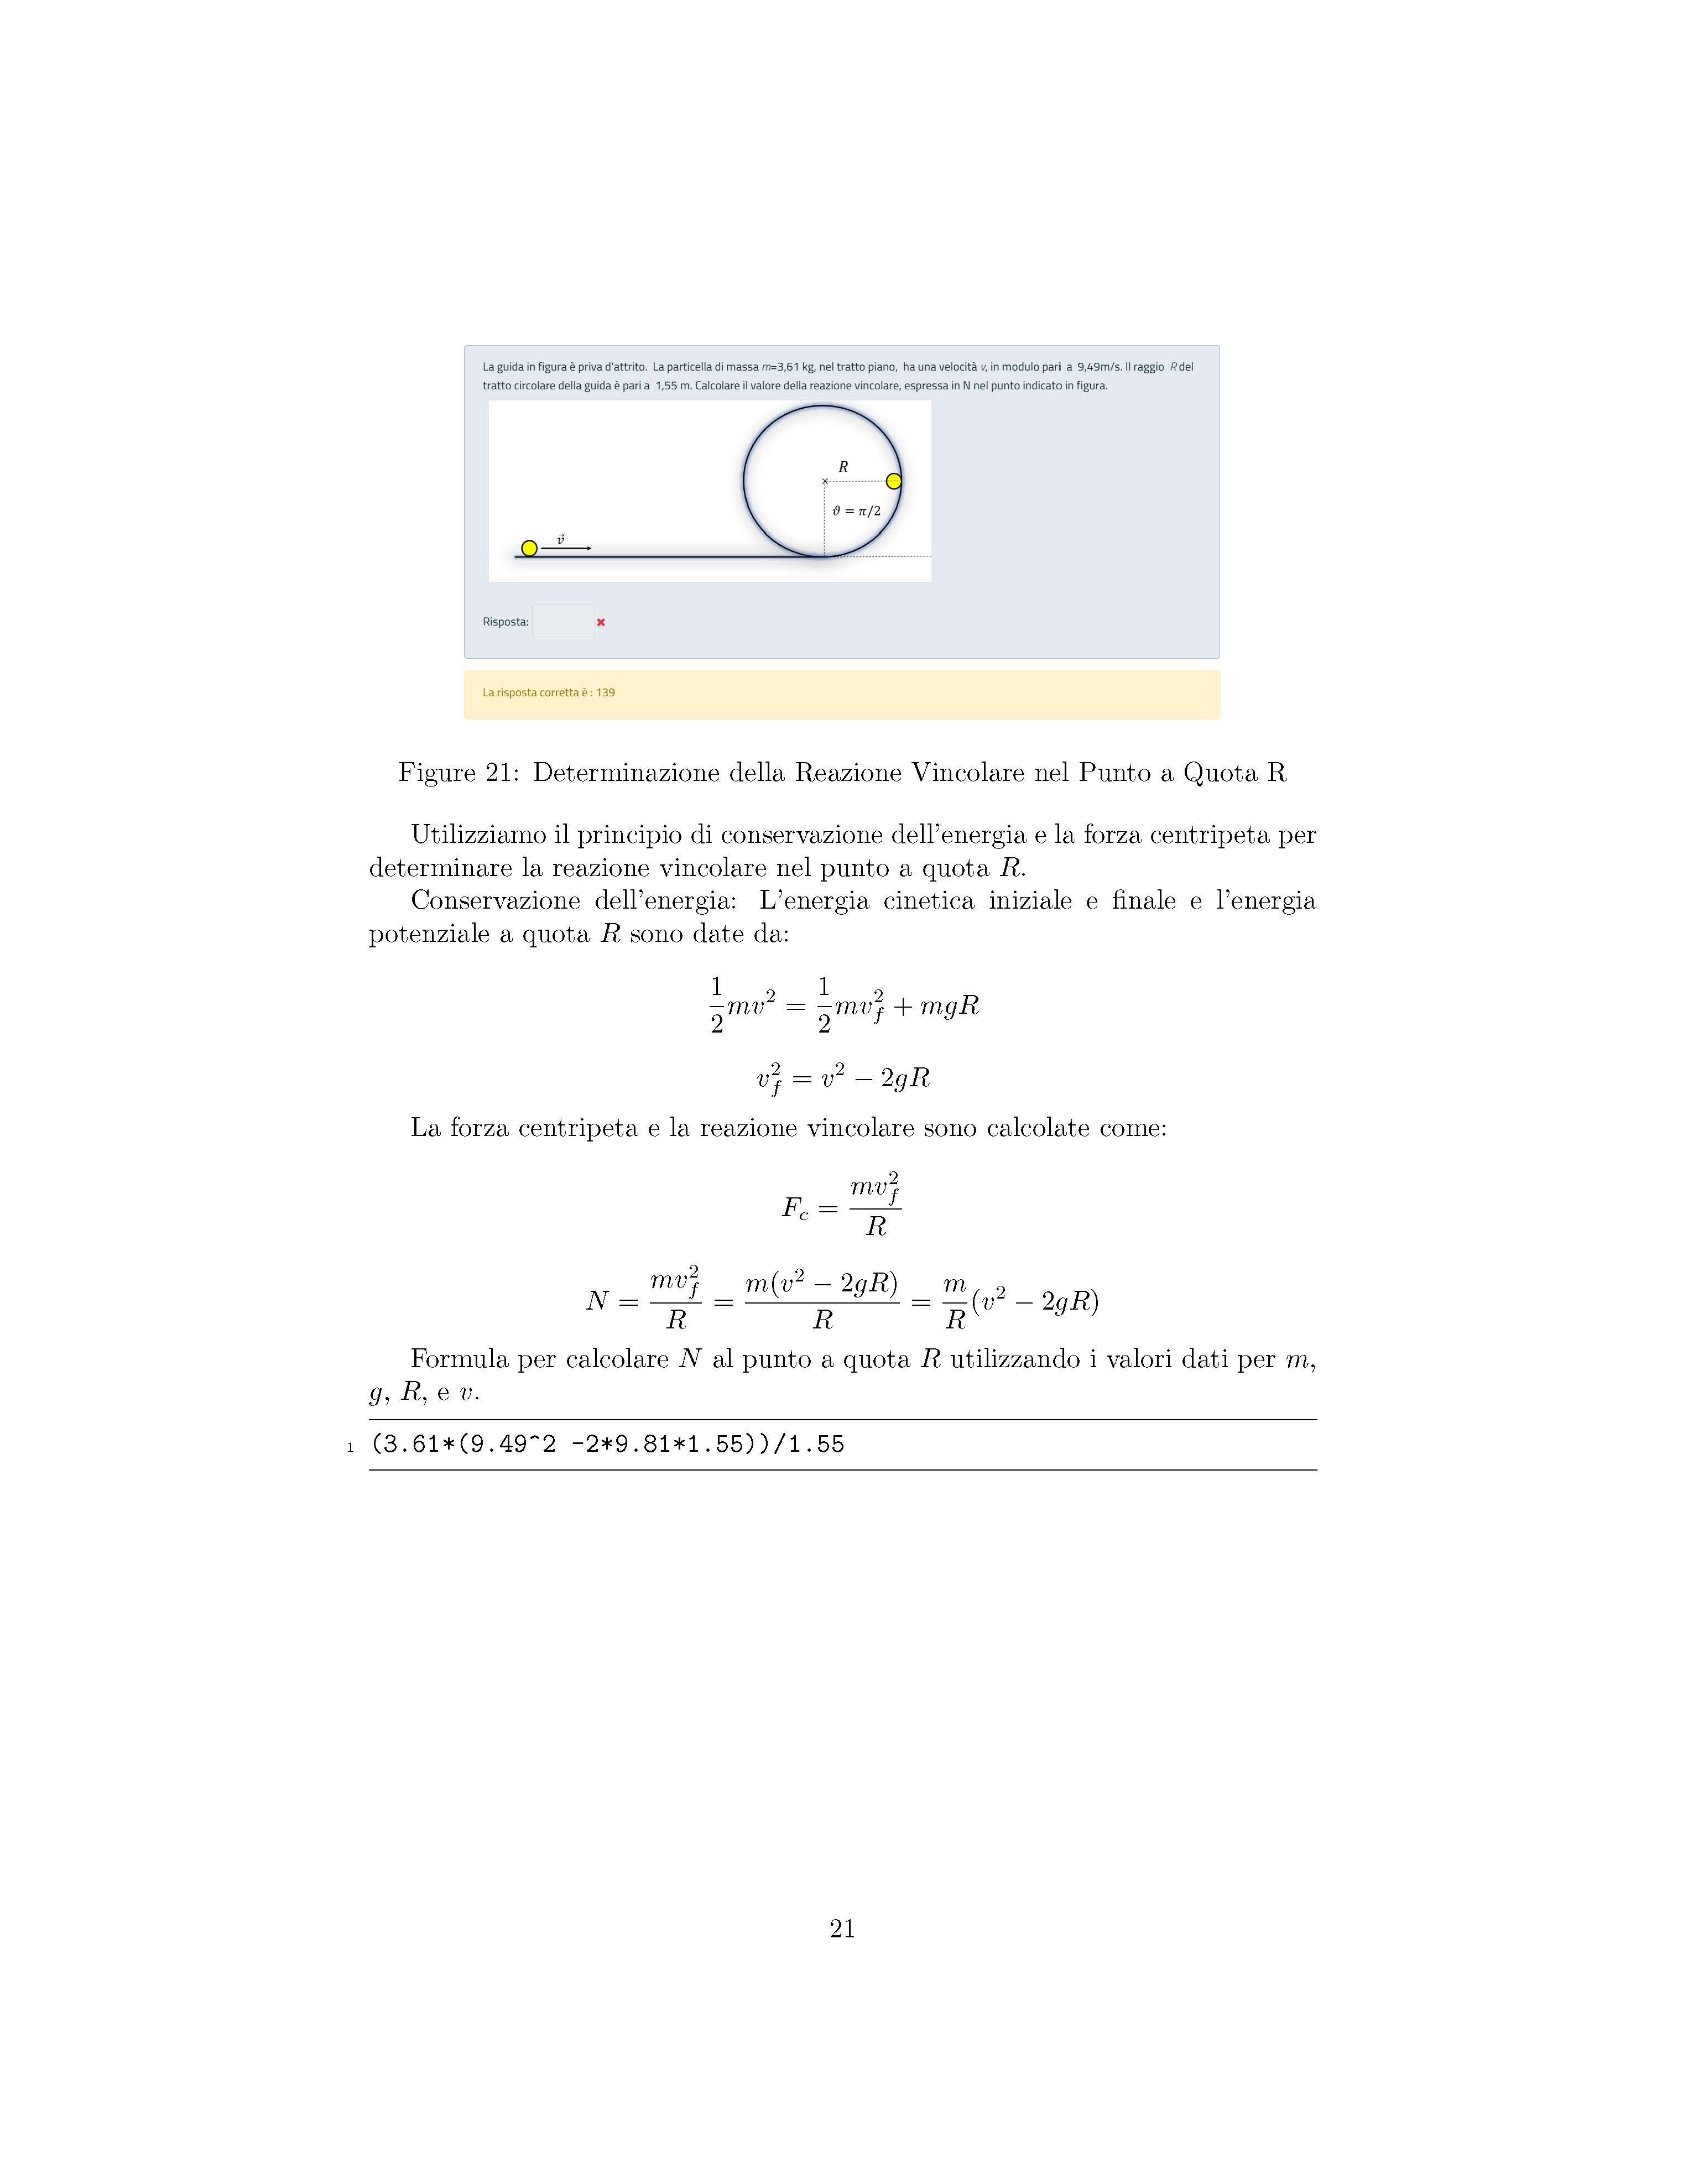 La guida in figura è priva d'attrito. La particella di massa m=3,61 kg, nel tratto piano, ha una velocità v, in modulo pari a 9,49m/s. Il raggio R del
tratto circolare della guida è pari a 1,55 m. Calcolare il valore della reazione vincolare, espressa in N nel punto indicato in figura.
R
ϑ = π/2
v⃗
Risposta:
La risposta corretta è : 139
Figure 21: Determinazione della Reazione Vincolare nel Punto a Quota R
Utilizziamo il principio di conservazione dell'energia e la forza centripeta per
determinare la reazione vincolare nel punto a quota R.
Conservazione dell'energia: L'energia cinetica iniziale e finale e l'energia
potenziale a quota R sono date da:
\frac{1}{2}mv^2 = \frac{1}{2}mv_f^2 + mgR
v_f^2 = v^2 − 2gR
La forza centripeta e la reazione vincolare sono calcolate come:
F_c = \frac{mv_f^2}{R}
N = \frac{mv_f^2}{R} = \frac{m(v^2 − 2gR)}{R} = \frac{m}{R}(v^2 − 2gR)
Formula per calcolare N al punto a quota R utilizzando i valori dati per m,
g, R, e v.
1 (3.61*(9.49^2 -2*9.81*1.55))/1.55
21